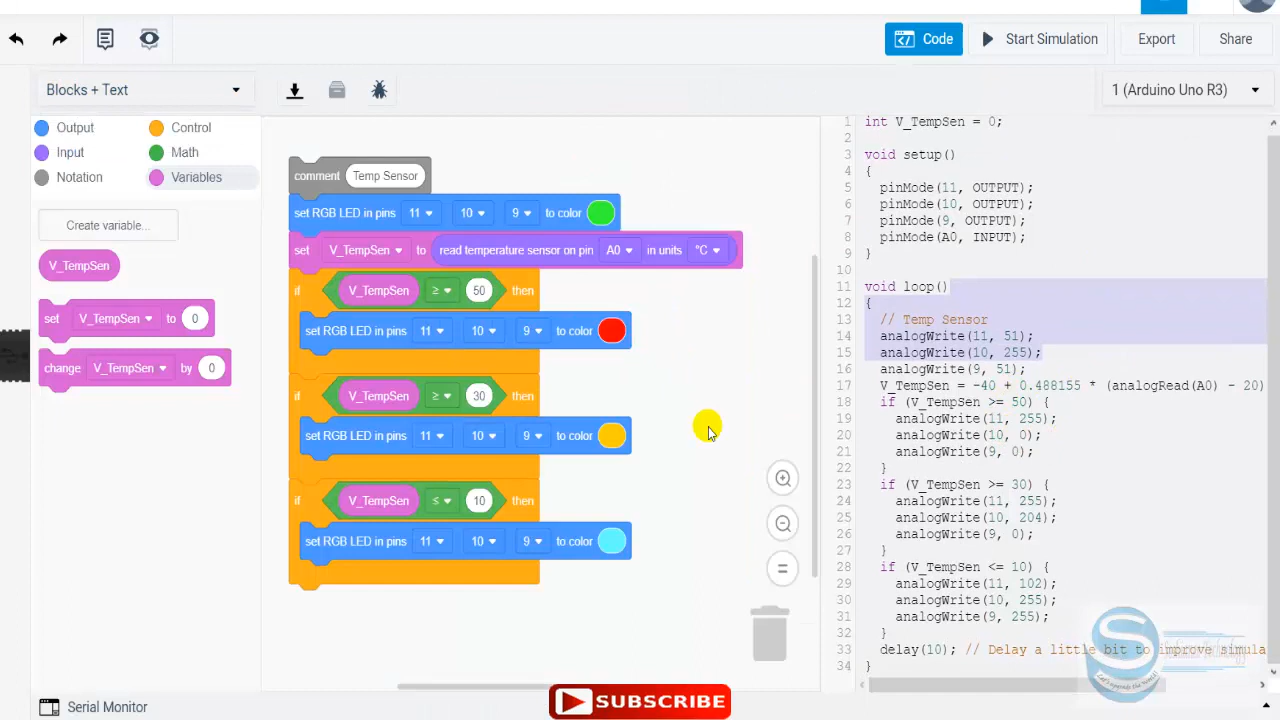 Code
Start Simulation
Export
Share
Blocks + Text
1 (Arduino Uno R3)
Output
Control
Input
Math
Notation
Variables
Create variable...
V_TempSen
set V_TempSen to 0
change V_TempSen by 0
comment Temp Sensor
set RGB LED in pins 11 10 9 to color
set V_TempSen to read temperature sensor on pin A0 in units °C
if V_TempSen ≥ 50 then
set RGB LED in pins 11 10 9 to color
if V_TempSen ≥ 30 then
set RGB LED in pins 11 10 9 to color
if V_TempSen ≤ 10 then
set RGB LED in pins 11 10 9 to color
1 int V_TempSen = 0;
2
3 void setup()
4 {
5 pinMode(11, OUTPUT);
6 pinMode(10, OUTPUT);
7 pinMode(9, OUTPUT);
8 pinMode(A0, INPUT);
9 }
10
11 void loop()
12 {
13 // Temp Sensor
14 analogWrite(11, 51);
15 analogWrite(10, 255);
16 analogWrite(9, 51);
17 V_TempSen = -40 + 0.488155 * (analogRead(A0) - 20)
18 if (V_TempSen >= 50) {
19 analogWrite(11, 255);
20 analogWrite(10, 0);
21 analogWrite(9, 0);
22 }
23 if (V_TempSen >= 30) {
24 analogWrite(11, 255);
25 analogWrite(10, 204);
26 analogWrite(9, 0);
27 }
28 if (V_TempSen <= 10) {
29 analogWrite(11, 102);
30 analogWrite(10, 255);
31 analogWrite(9, 255);
32 }
33 delay(10); // Delay a little bit to improve simula
34 }
Serial Monitor
SUBSCRIBE